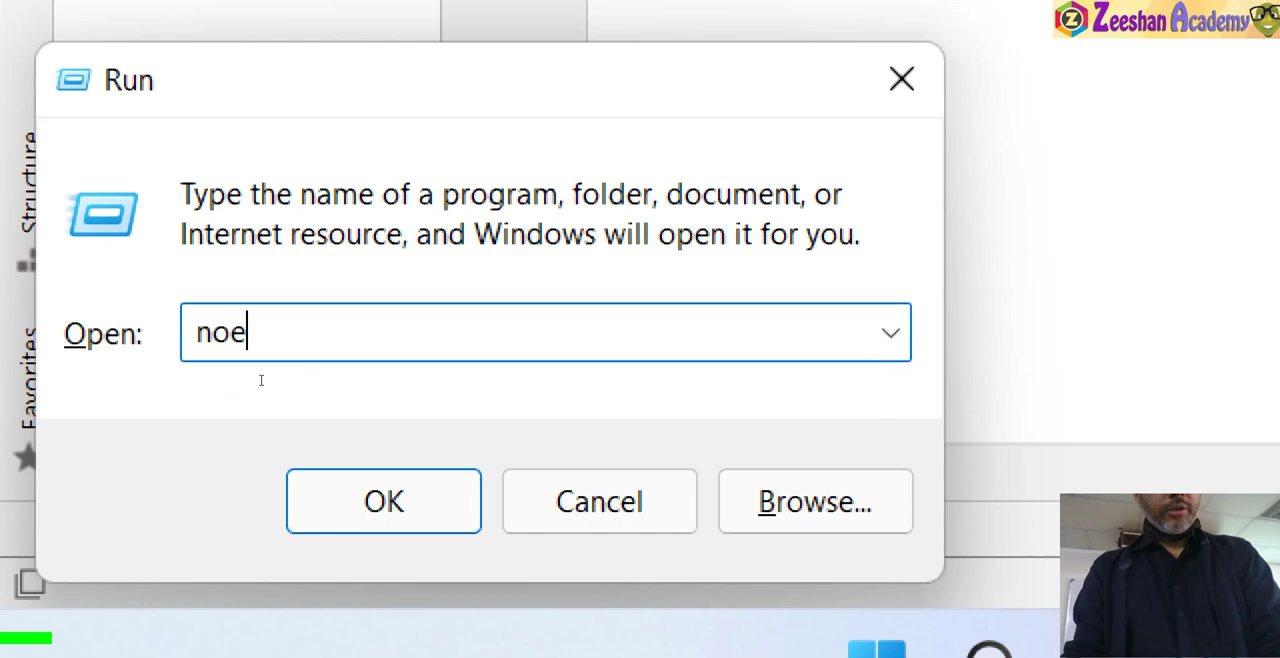 Zeeshan Academy
Run
Type the name of a program, folder, document, or
Internet resource, and Windows will open it for you.
Open:
noe
OK
Cancel
Browse...
Structure
Favorites